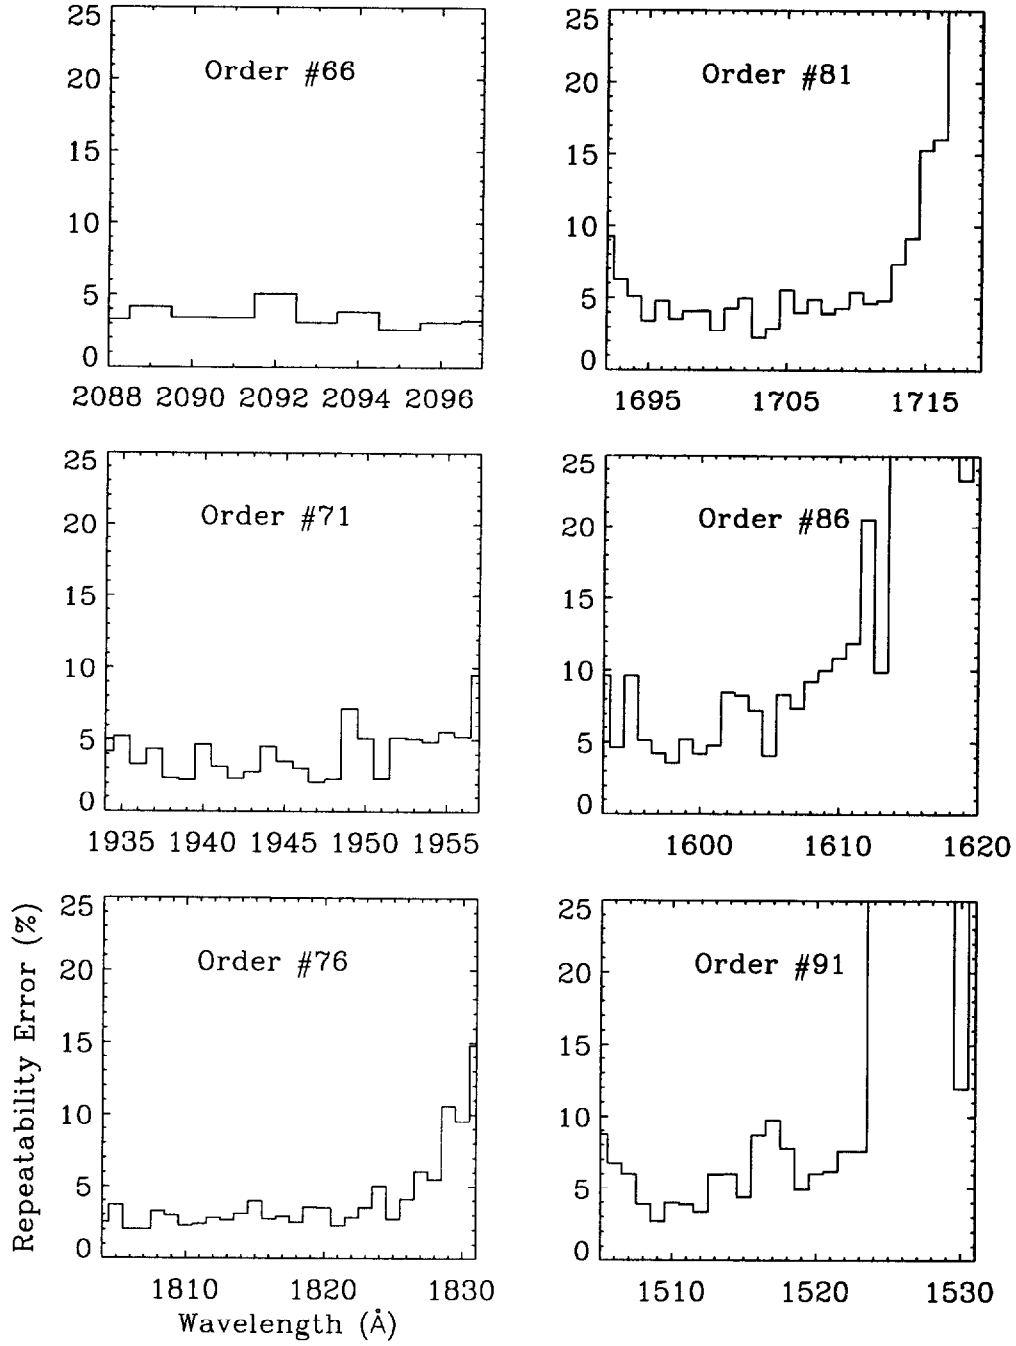 25
20
15
10
5
0
Order #66
2088 2090 2092 2094 2096
25
20
15
10
5
0
Order #81
1695 1705 1715
25
20
15
10
5
0
Order #71
1935 1940 1945 1950 1955
25
20
15
10
5
0
Order #86
1600 1610 1620
Repeatability Error (%)
25
20
15
10
5
0
Order #76
1810 1820 1830
Wavelength (Å)
25
20
15
10
5
0
Order #91
1510 1520 1530